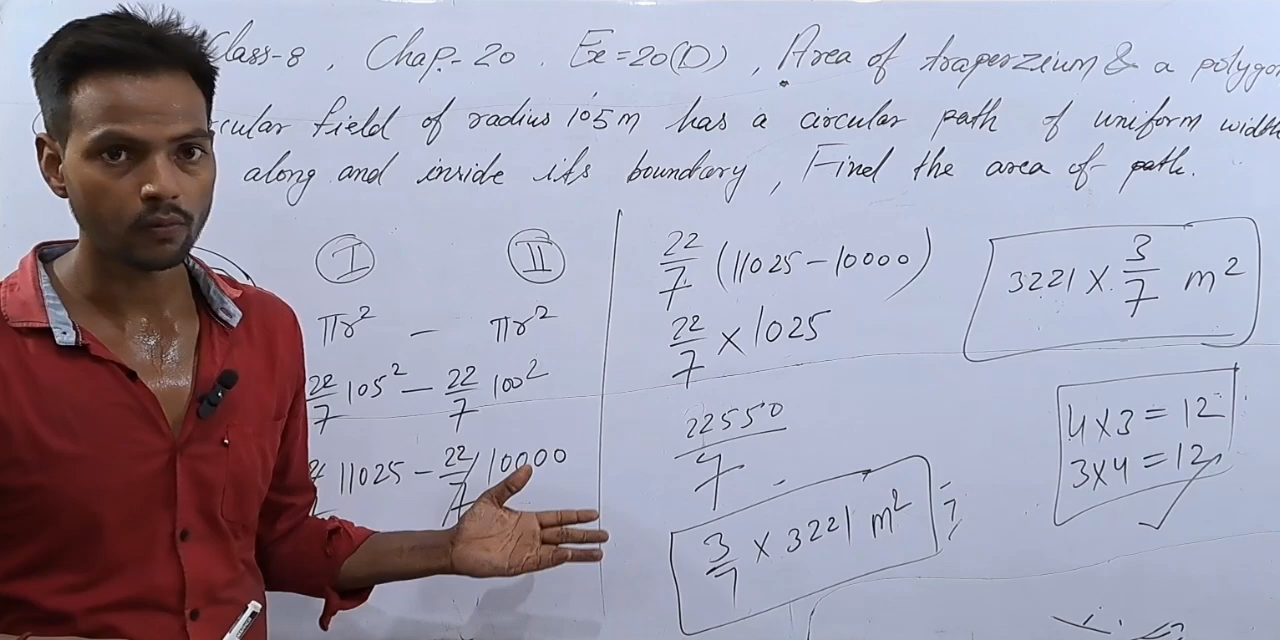 Class-8 , Chap.- 20 . Ex = 20(D) , Area of traperzium & a polygon
cular field of radius 105 m has a circular path of uniform width
along and inside its boundary , Find the area of path.
I II
πr² – πr²
22/7 105² – 22/7 100²
11025 – 22/7 10000
22/7 (11025 – 10000)
22/7 × 1025
22550/7
3/7 × 3221 m²
3221 × 3/7 m²
4 × 3 = 12
3 × 4 = 12